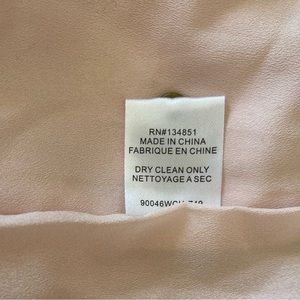 RN#134851
MADE IN CHINA
FABRIQUE EN CHINE
DRY CLEAN ONLY
NETTOYAGE A SEC